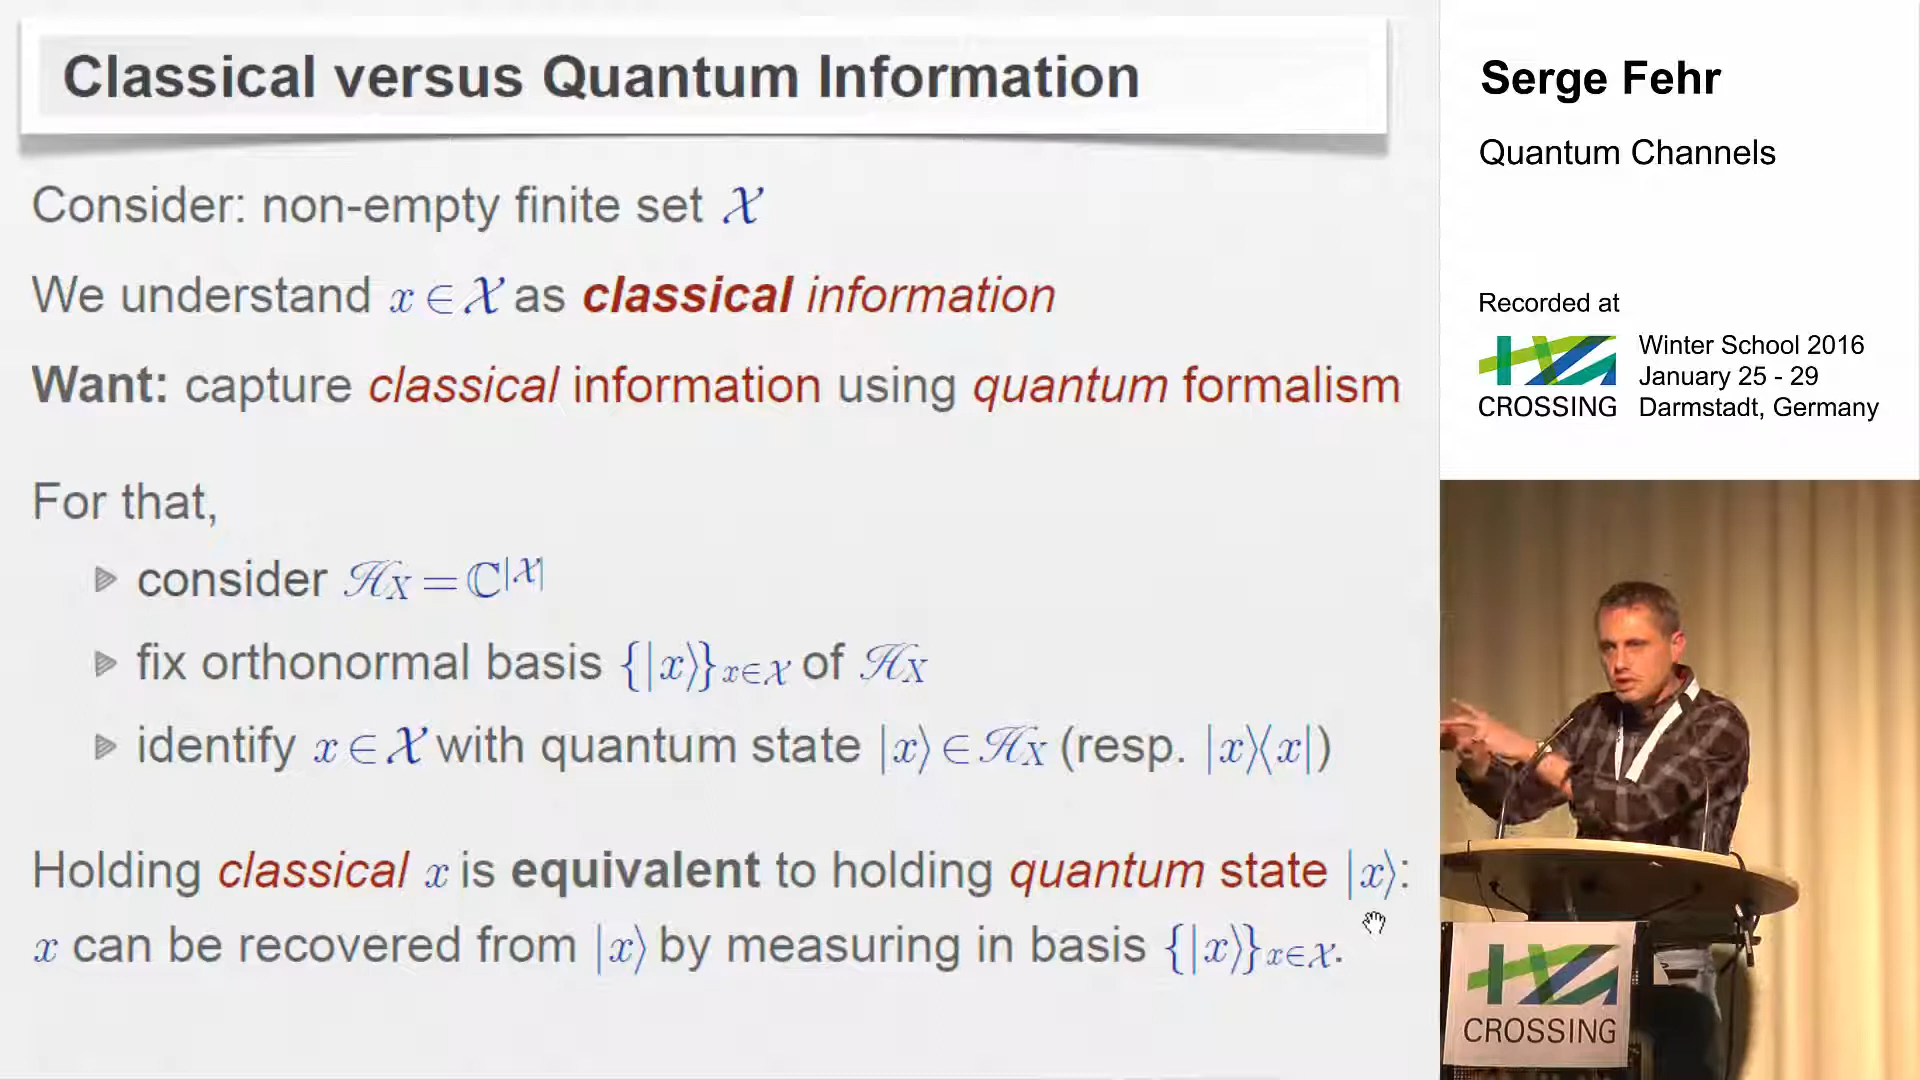 Classical versus Quantum Information
Consider: non-empty finite set 𝒳
We understand x ∈ 𝒳 as classical information
Want: capture classical information using quantum formalism
For that,
consider ℋ_X = ℂ^|𝒳|
fix orthonormal basis {|x⟩}_x∈𝒳 of ℋ_X
identify x ∈ 𝒳 with quantum state |x⟩ ∈ ℋ_X (resp. |x⟩⟨x|)
Holding classical x is equivalent to holding quantum state |x⟩:
x can be recovered from |x⟩ by measuring in basis {|x⟩}_x∈𝒳.
Serge Fehr
Quantum Channels
Recorded at
CROSSING
Winter School 2016
January 25 - 29
Darmstadt, Germany
CROSSING